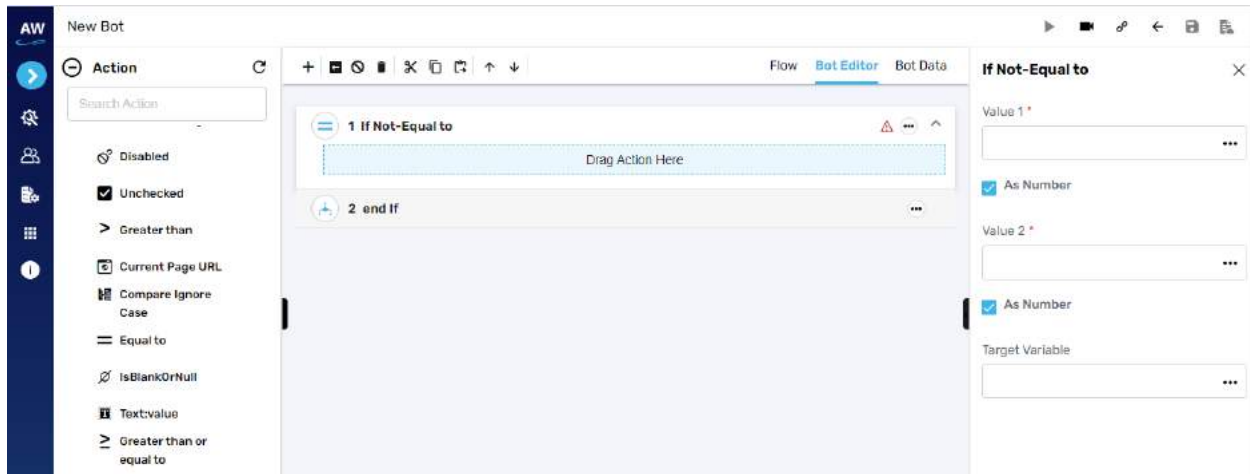 AW
New Bot
Action
Search Action
Disabled
Unchecked
Greater than
Current Page URL
Compare Ignore
Case
Equal to
IsBlankOrNull
Text:value
Greater than or
equal to
Flow
Bot Editor
Bot Data
1 If Not-Equal to
Drag Action Here
2 end If
If Not-Equal to
Value 1 *
As Number
Value 2 *
As Number
Target Variable